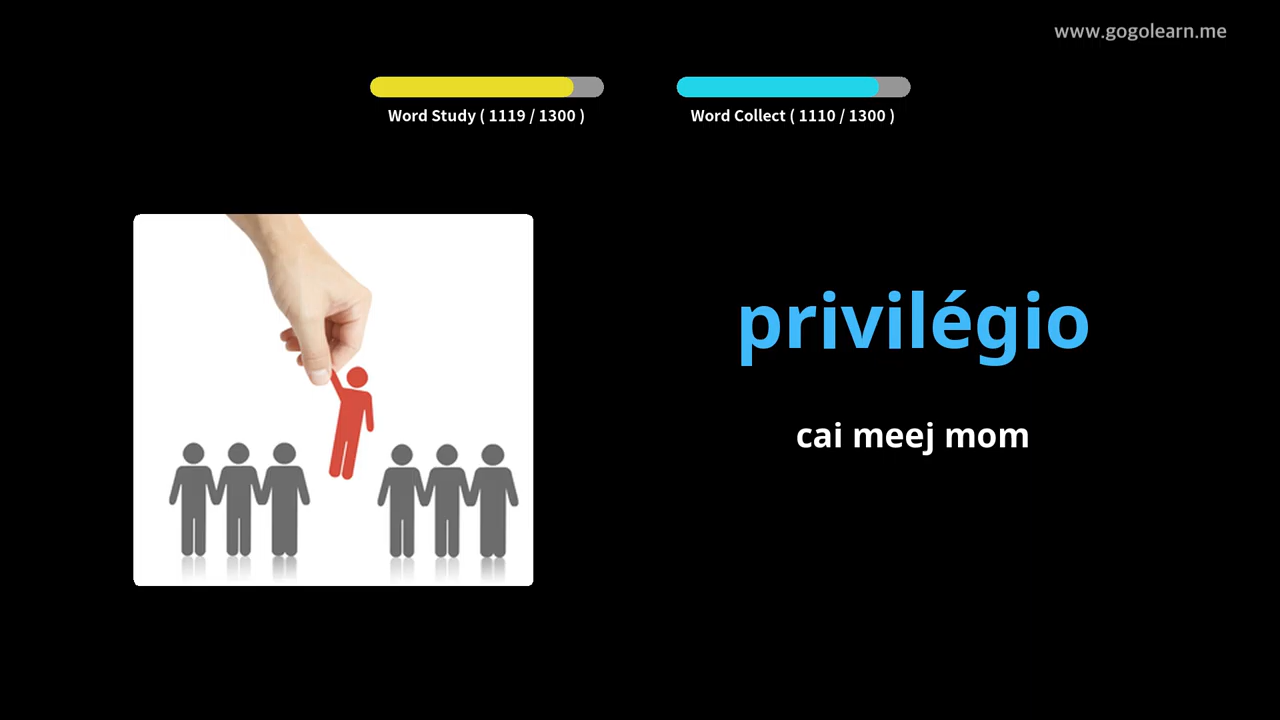 www.gogolearn.me
Word Study ( 1119 / 1300 )
Word Collect ( 1110 / 1300 )
privilégio
cai meej mom